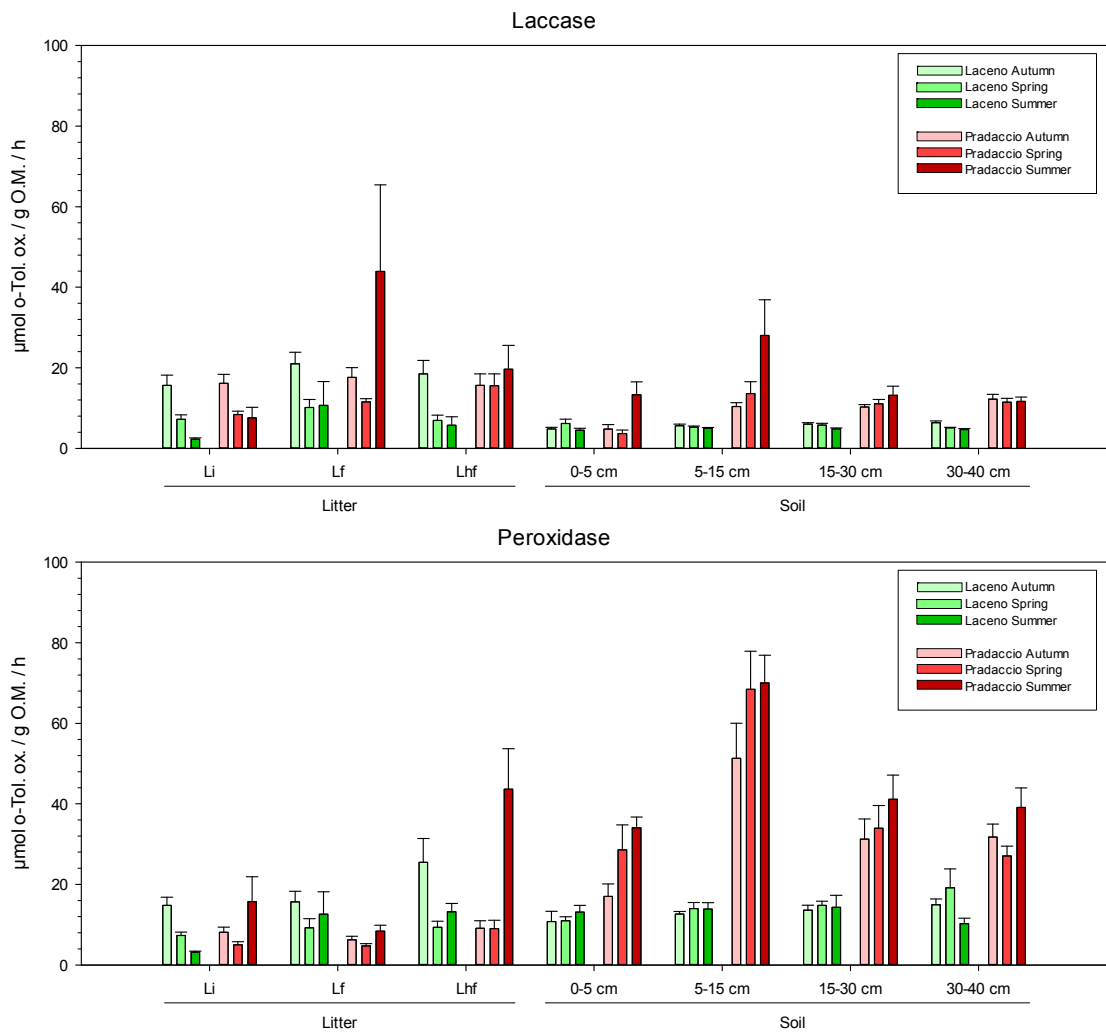 Laccase
100
80
60
40
20
0
µmol o-Tol. ox. / g O.M. / h
Laceno Autumn
Laceno Spring
Laceno Summer
Pradaccio Autumn
Pradaccio Spring
Pradaccio Summer
Li Lf Lhf 0-5 cm 5-15 cm 15-30 cm 30-40 cm
Litter Soil
Peroxidase
100
80
60
40
20
0
µmol o-Tol. ox. / g O.M. / h
Laceno Autumn
Laceno Spring
Laceno Summer
Pradaccio Autumn
Pradaccio Spring
Pradaccio Summer
Li Lf Lhf 0-5 cm 5-15 cm 15-30 cm 30-40 cm
Litter Soil